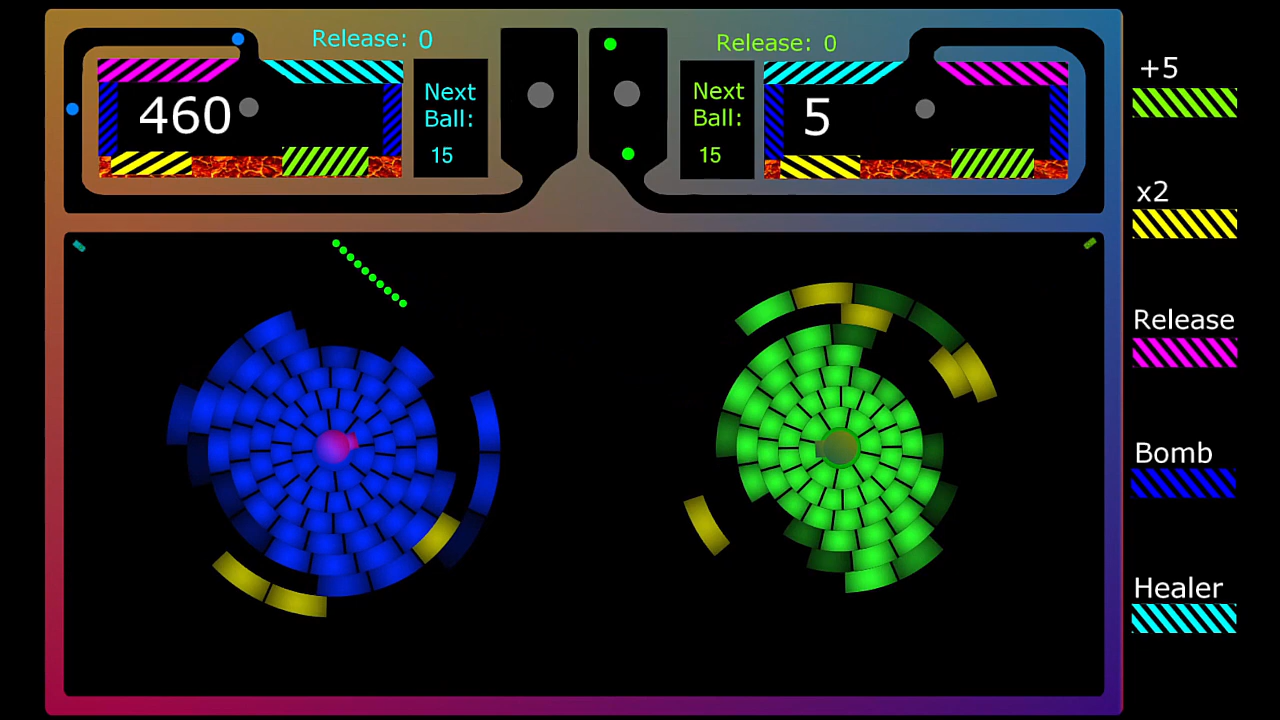 Release: 0
460
Next
Ball:
15
Release: 0
Next
Ball:
15
5
+5
x2
Release
Bomb
Healer